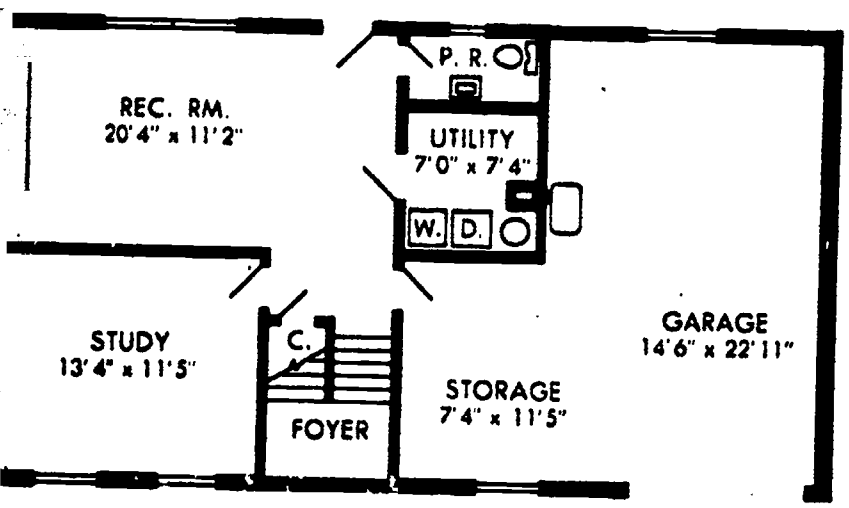 P. R.
REC. RM.
20'4" x 11'2"
UTILITY
7'0" x 7'4"
W. D.
GARAGE
14'6" x 22'11"
STUDY
13'4" x 11'5"
C.
STORAGE
7'4" x 11'5"
FOYER